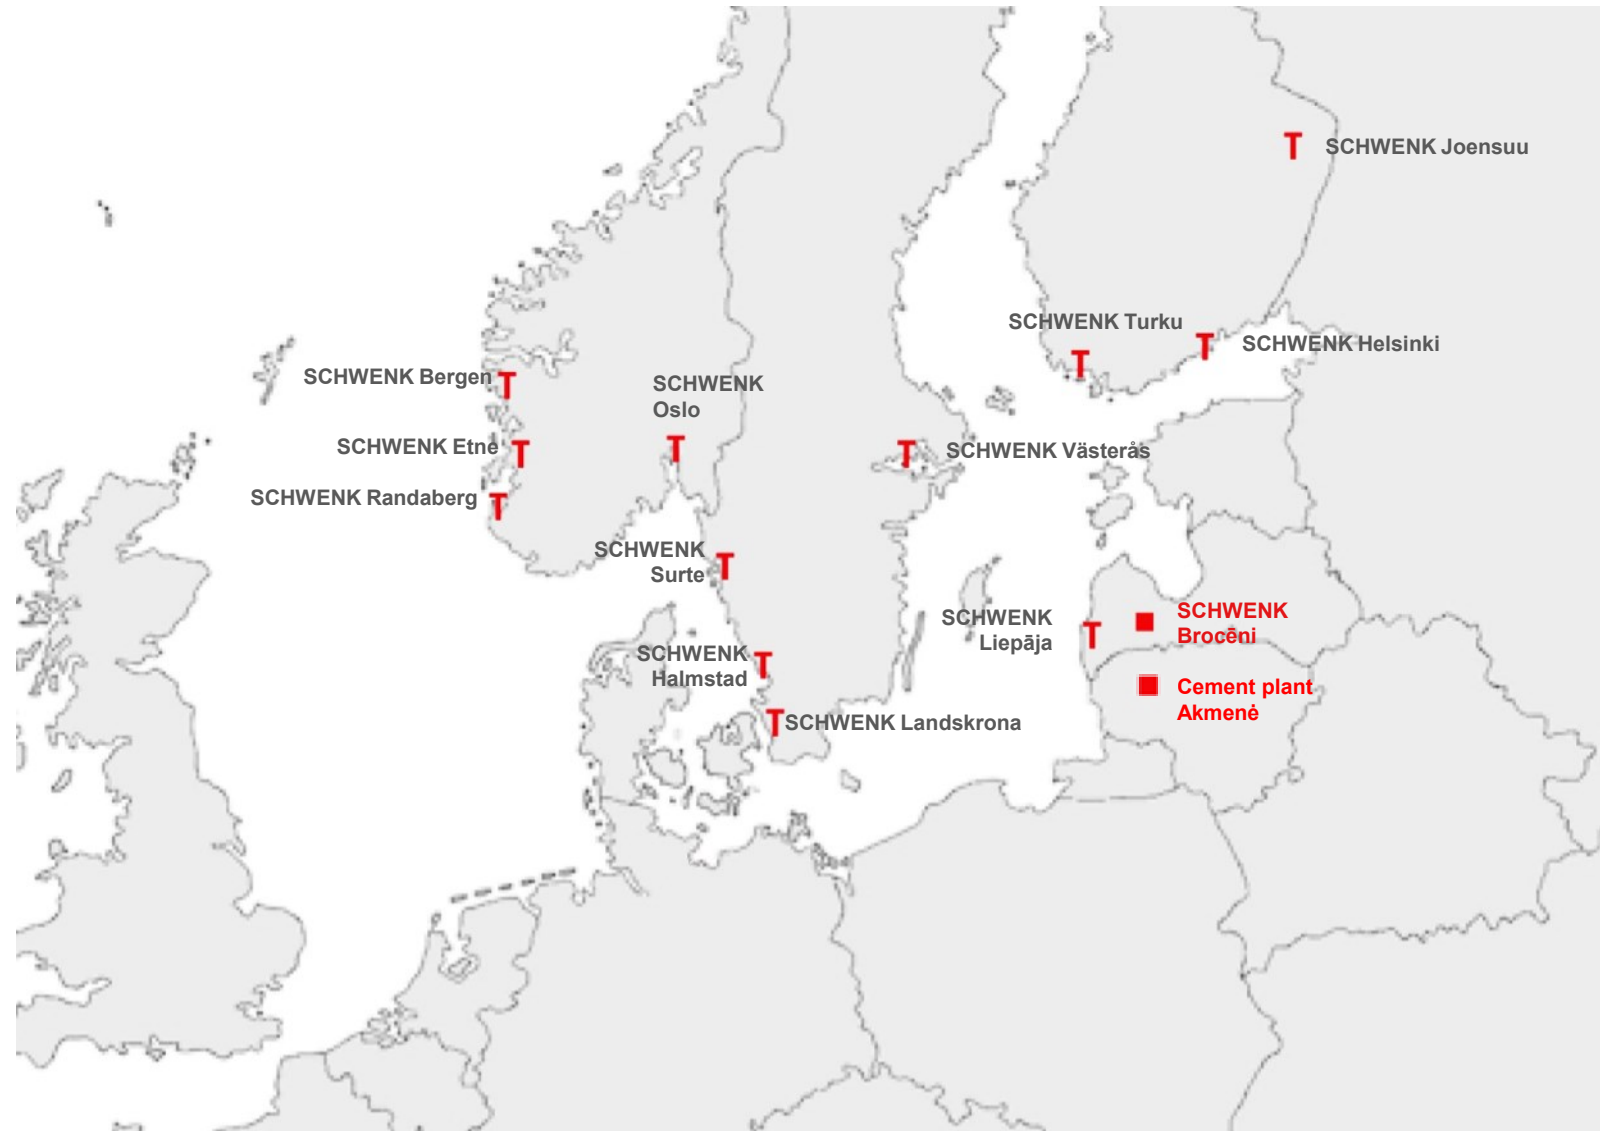 SCHWENK Joensuu
SCHWENK Turku
SCHWENK Helsinki
SCHWENK Bergen
SCHWENK
Oslo
SCHWENK Etne
SCHWENK Västerås
SCHWENK Randaberg
SCHWENK
Surte
SCHWENK
Liepāja
SCHWENK
Brocēni
SCHWENK
Halmstad
Cement plant
Akmenė
SCHWENK Landskrona